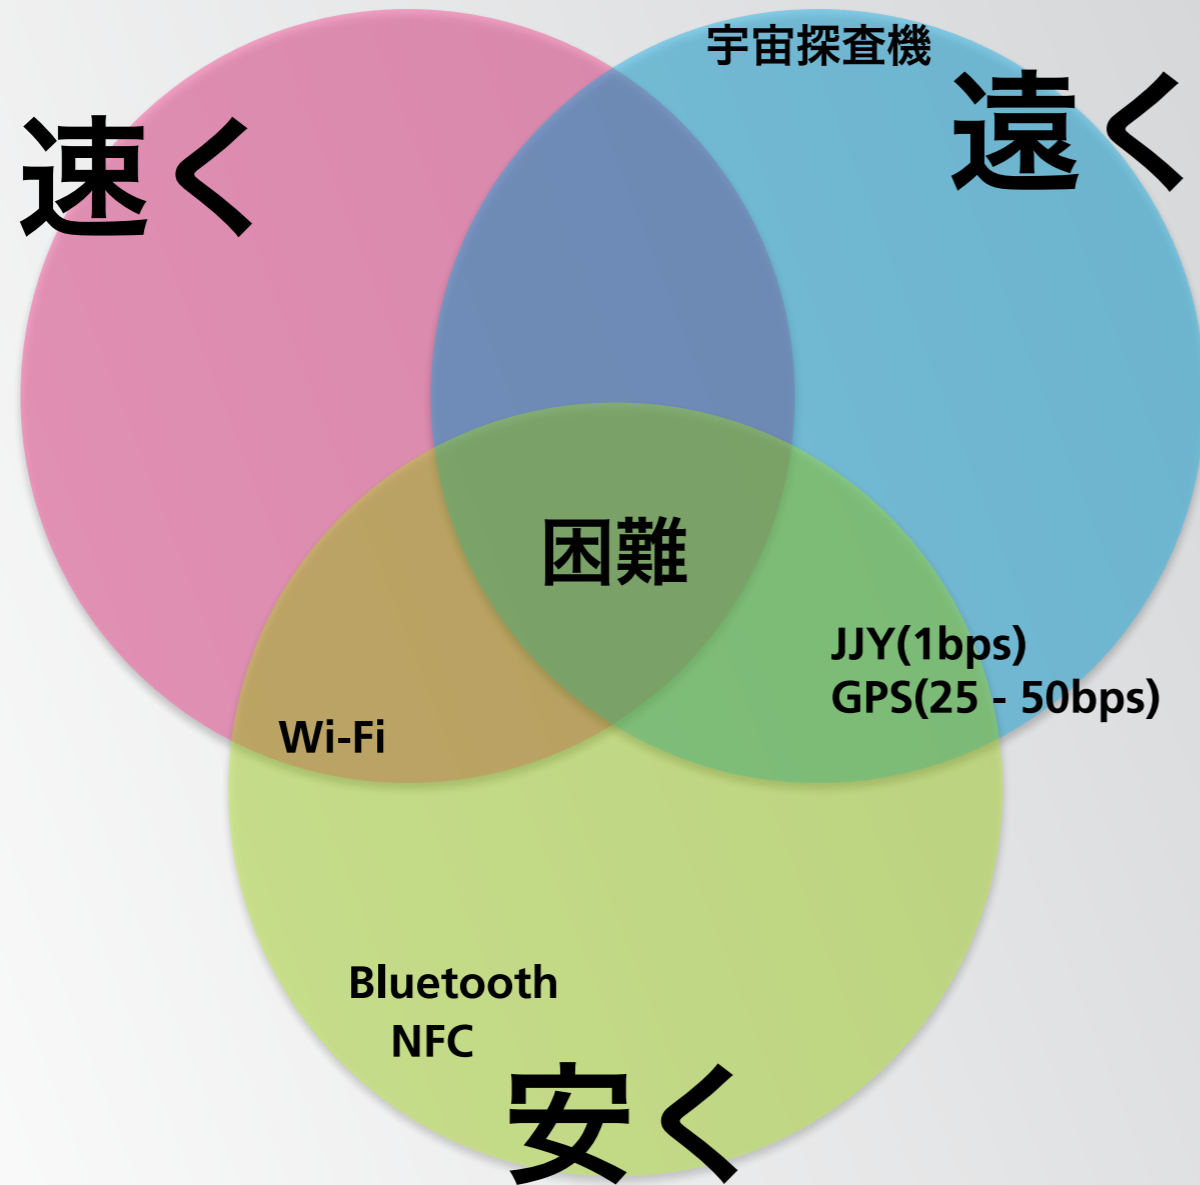 宇宙探査機
速く
遠く
困難
JJY(1bps)
GPS(25 - 50bps)
Wi-Fi
Bluetooth
NFC
安く